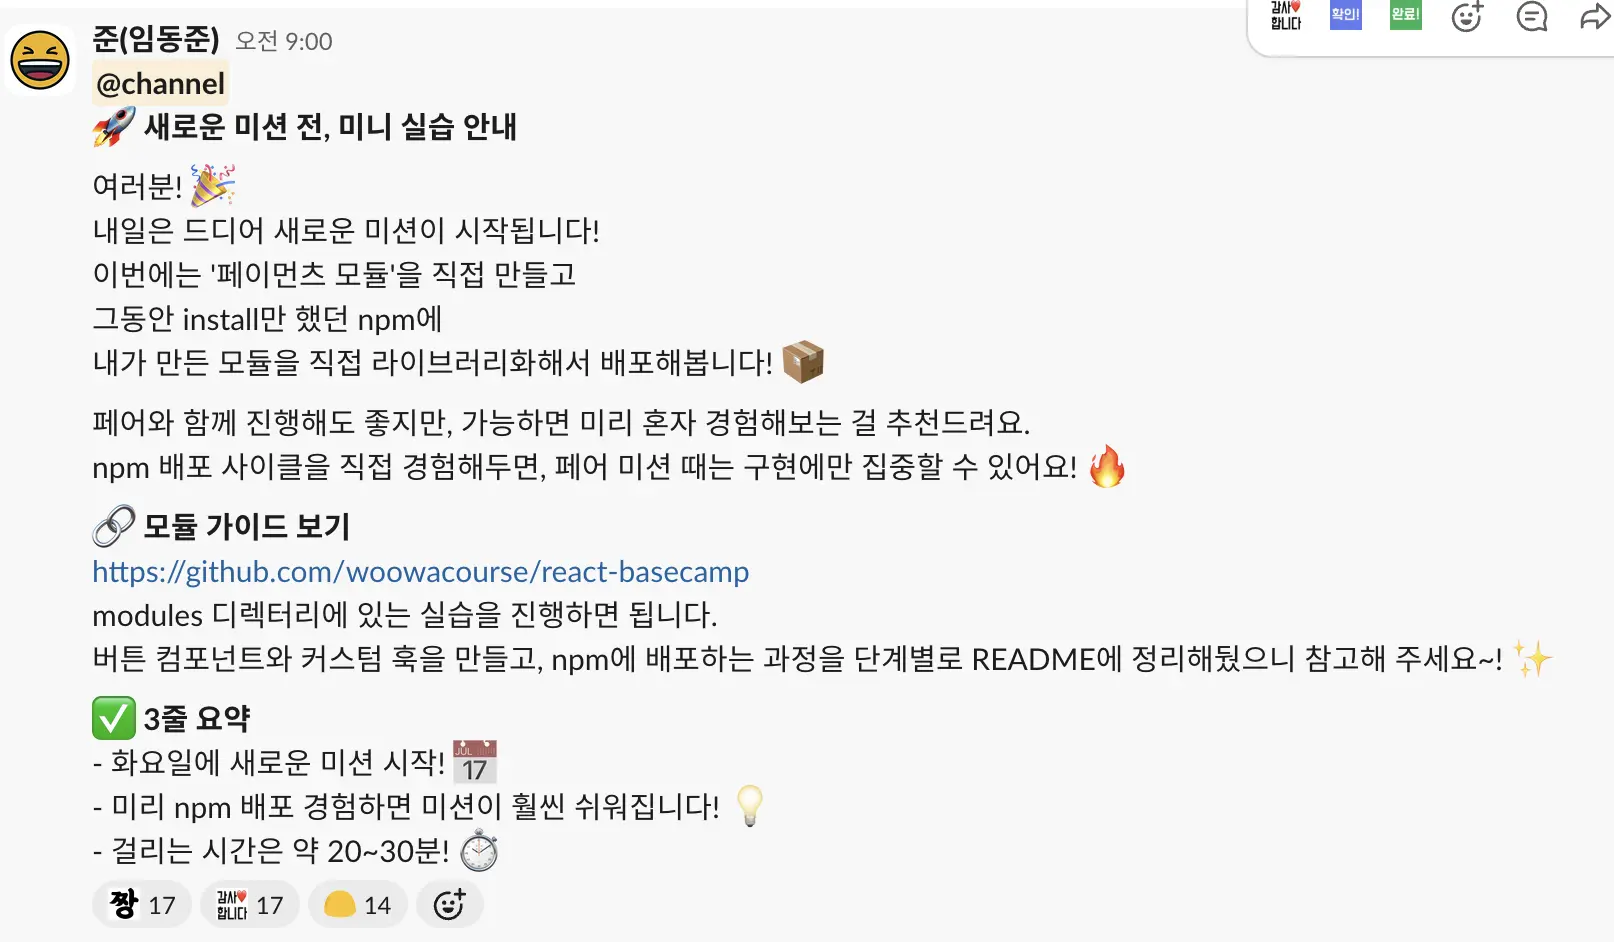 감사
합니다
확인!
완료!
준(임동준) 오전 9:00
@channel
새로운 미션 전, 미니 실습 안내
여러분!
내일은 드디어 새로운 미션이 시작됩니다!
이번에는 '페이먼츠 모듈'을 직접 만들고
그동안 install만 했던 npm에
내가 만든 모듈을 직접 라이브러리화해서 배포해봅니다!
페어와 함께 진행해도 좋지만, 가능하면 미리 혼자 경험해보는 걸 추천드려요.
npm 배포 사이클을 직접 경험해두면, 페어 미션 때는 구현에만 집중할 수 있어요!
모듈 가이드 보기
https://github.com/woowacourse/react-basecamp
modules 디렉터리에 있는 실습을 진행하면 됩니다.
버튼 컴포넌트와 커스텀 훅을 만들고, npm에 배포하는 과정을 단계별로 README에 정리해뒀으니 참고해 주세요~!
3줄 요약
- 화요일에 새로운 미션 시작! JUL 17
- 미리 npm 배포 경험하면 미션이 훨씬 쉬워집니다!
- 걸리는 시간은 약 20~30분!
짱 17 감사합니다 17 14